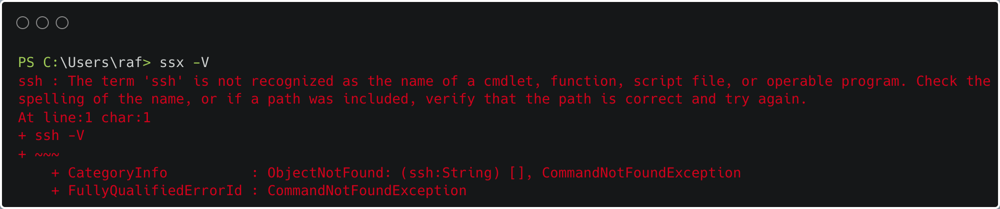 PS C:\Users\raf> ssx -V
ssh : The term 'ssh' is not recognized as the name of a cmdlet, function, script file, or operable program. Check the
spelling of the name, or if a path was included, verify that the path is correct and try again.
At line:1 char:1
+ ssh -V
+ ~~~
    + CategoryInfo          : ObjectNotFound: (ssh:String) [], CommandNotFoundException
    + FullyQualifiedErrorId : CommandNotFoundException